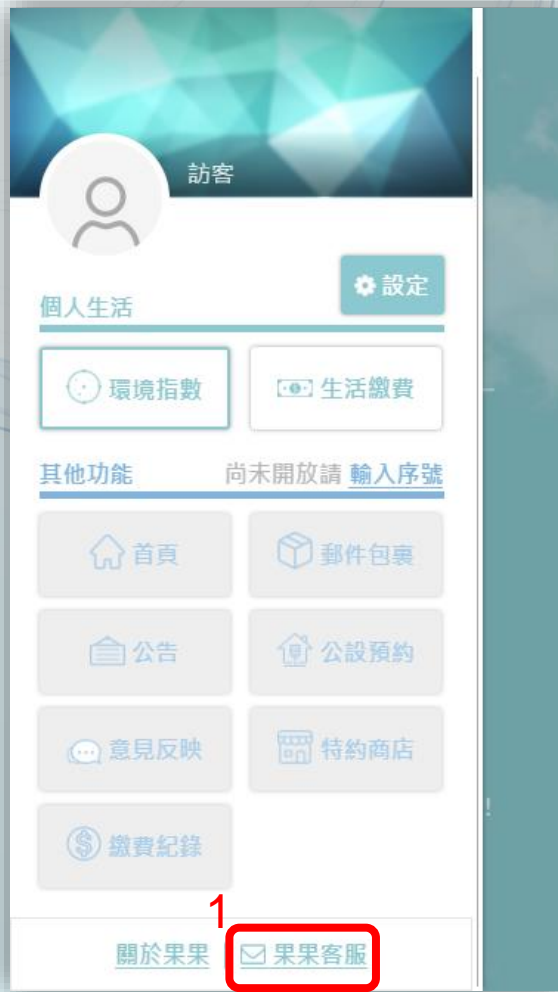 訪客
設定
個人生活
環境指數
生活繳費
其他功能 尚未開放請 輸入序號
首頁
郵件包裹
公告
公設預約
意見反映
特約商店
繳費紀錄
1
關於果果 果果客服
!